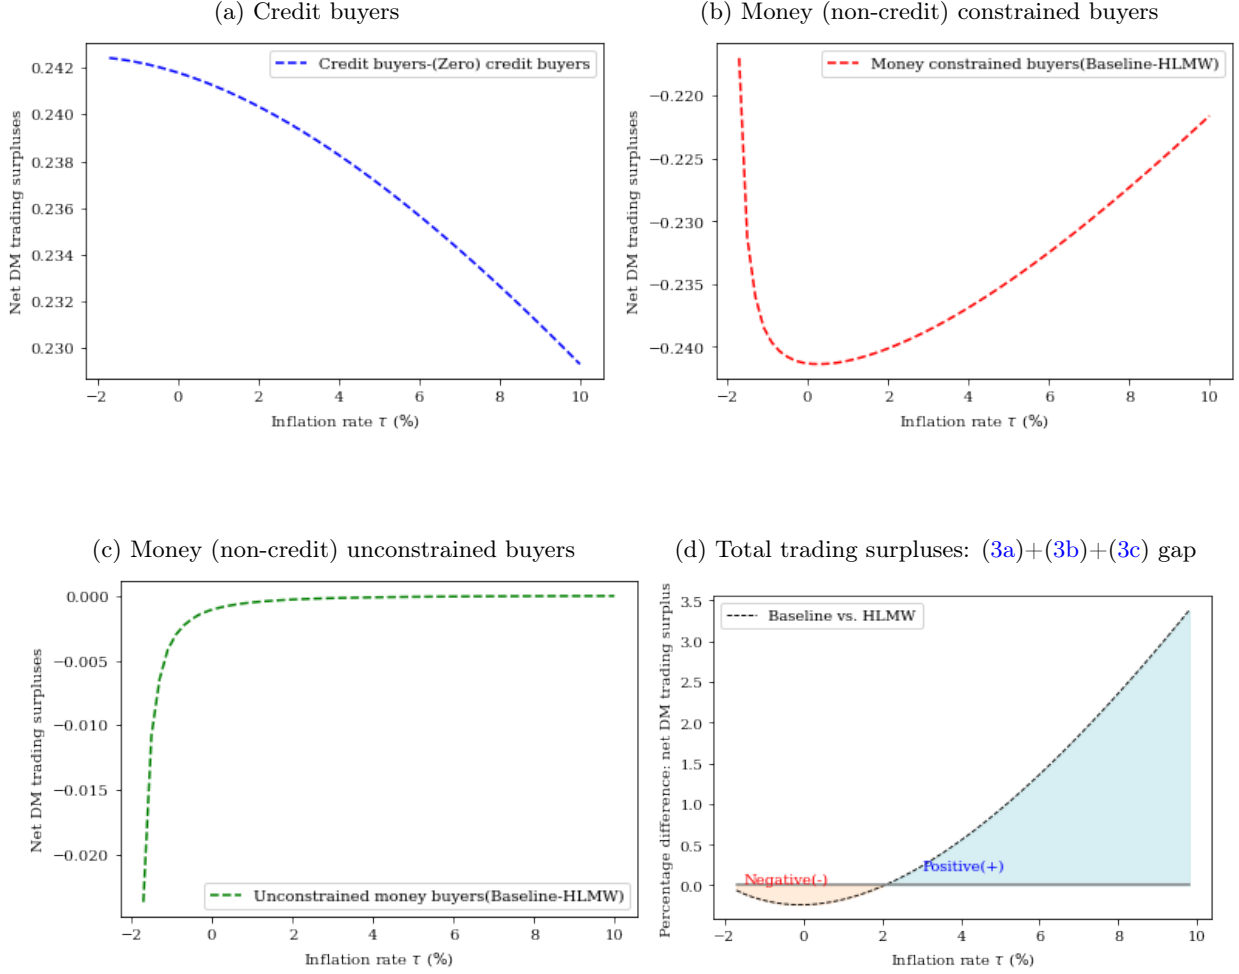 (a) Credit buyers
Net DM trading surpluses
0.242
0.240
0.238
0.236
0.234
0.232
0.230
Credit buyers-(Zero) credit buyers
−2 0 2 4 6 8 10
Inflation rate τ (%)
(b) Money (non-credit) constrained buyers
Net DM trading surpluses
−0.220
−0.225
−0.230
−0.235
−0.240
Money constrained buyers(Baseline-HLMW)
−2 0 2 4 6 8 10
Inflation rate τ (%)
(c) Money (non-credit) unconstrained buyers
Net DM trading surpluses
0.000
−0.005
−0.010
−0.015
−0.020
Unconstrained money buyers(Baseline-HLMW)
−2 0 2 4 6 8 10
Inflation rate τ (%)
(d) Total trading surpluses: (3a)+(3b)+(3c) gap
Percentage difference: net DM trading surplus
3.5
3.0
2.5
2.0
1.5
1.0
0.5
0.0
Baseline vs. HLMW
Positive(+)
Negative(-)
−2 0 2 4 6 8 10
Inflation rate τ (%)